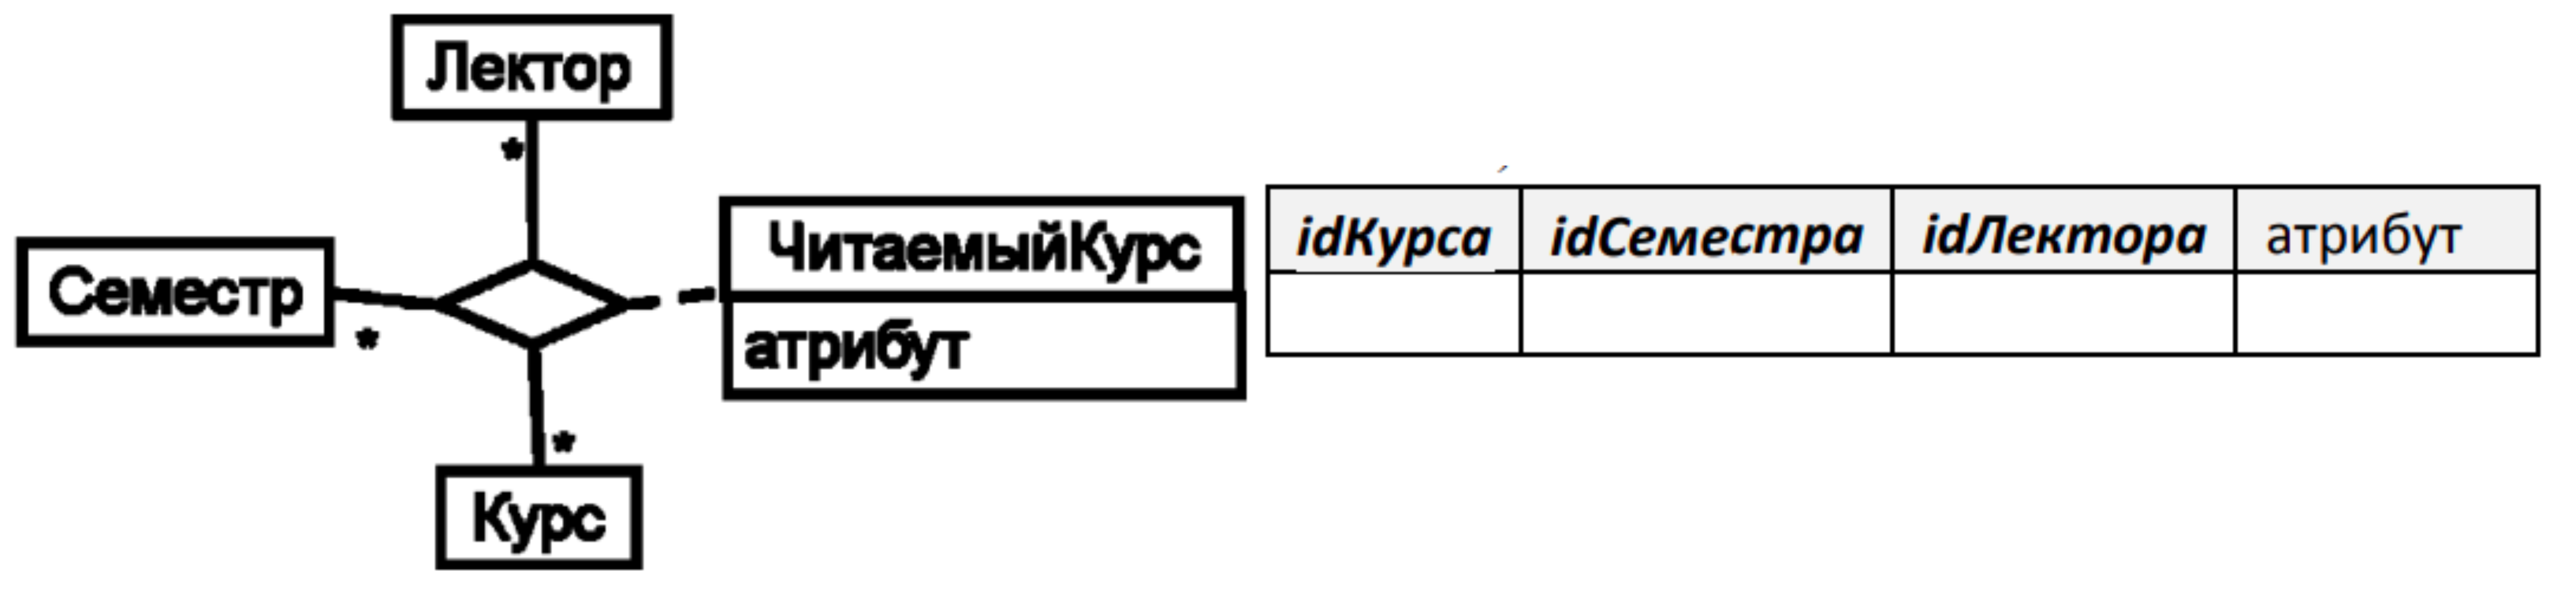 Лектор
*
Семестр
*
ЧитаемыйКурс
атрибут
*
Курс
idКурса idСеместра idЛектора атрибут